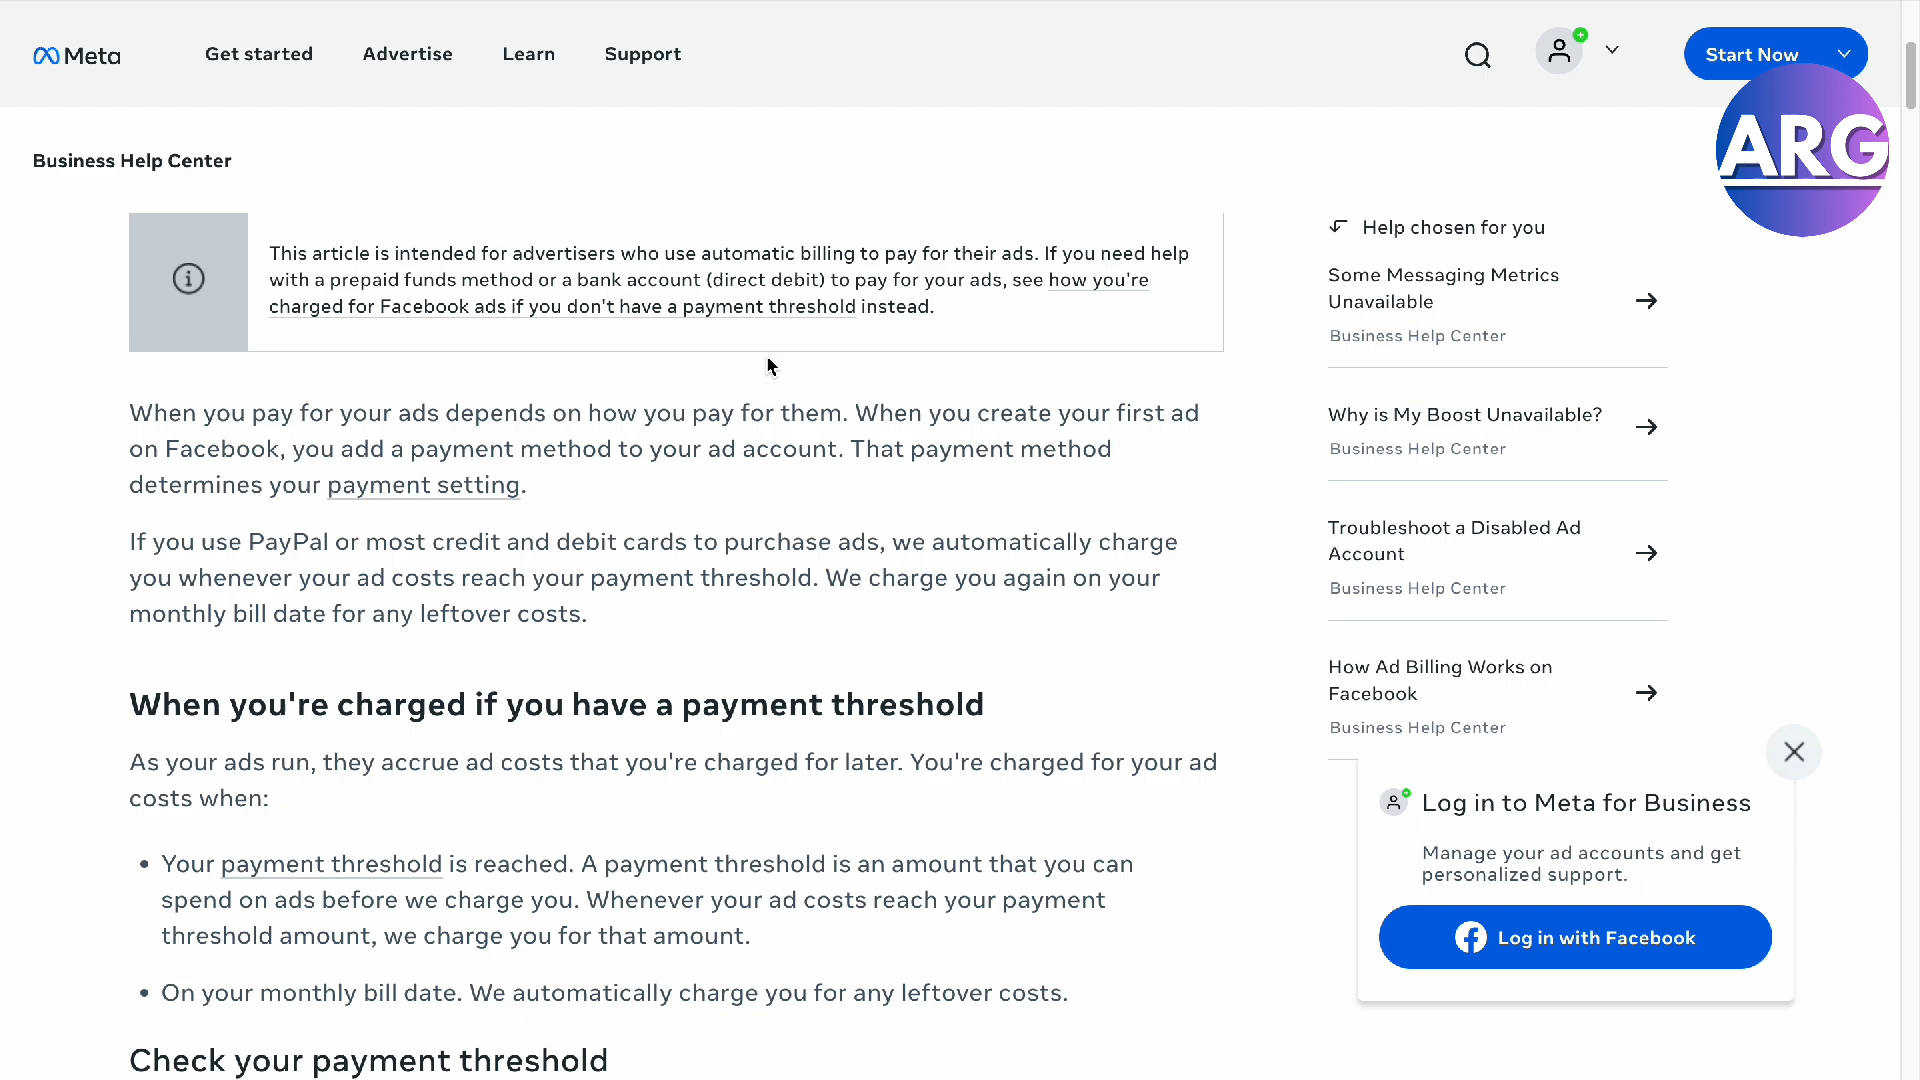 Meta
Get started
Advertise
Learn
Support
Start Now
ARG
Business Help Center
This article is intended for advertisers who use automatic billing to pay for their ads. If you need help
with a prepaid funds method or a bank account (direct debit) to pay for your ads, see how you're
charged for Facebook ads if you don't have a payment threshold instead.
When you pay for your ads depends on how you pay for them. When you create your first ad
on Facebook, you add a payment method to your ad account. That payment method
determines your payment setting.
If you use PayPal or most credit and debit cards to purchase ads, we automatically charge
you whenever your ad costs reach your payment threshold. We charge you again on your
monthly bill date for any leftover costs.
When you're charged if you have a payment threshold
As your ads run, they accrue ad costs that you're charged for later. You're charged for your ad
costs when:
• Your payment threshold is reached. A payment threshold is an amount that you can
spend on ads before we charge you. Whenever your ad costs reach your payment
threshold amount, we charge you for that amount.
• On your monthly bill date. We automatically charge you for any leftover costs.
Check your payment threshold
Help chosen for you
Some Messaging Metrics
Unavailable
Business Help Center
Why is My Boost Unavailable?
Business Help Center
Troubleshoot a Disabled Ad
Account
Business Help Center
How Ad Billing Works on
Facebook
Business Help Center
Log in to Meta for Business
Manage your ad accounts and get
personalized support.
Log in with Facebook